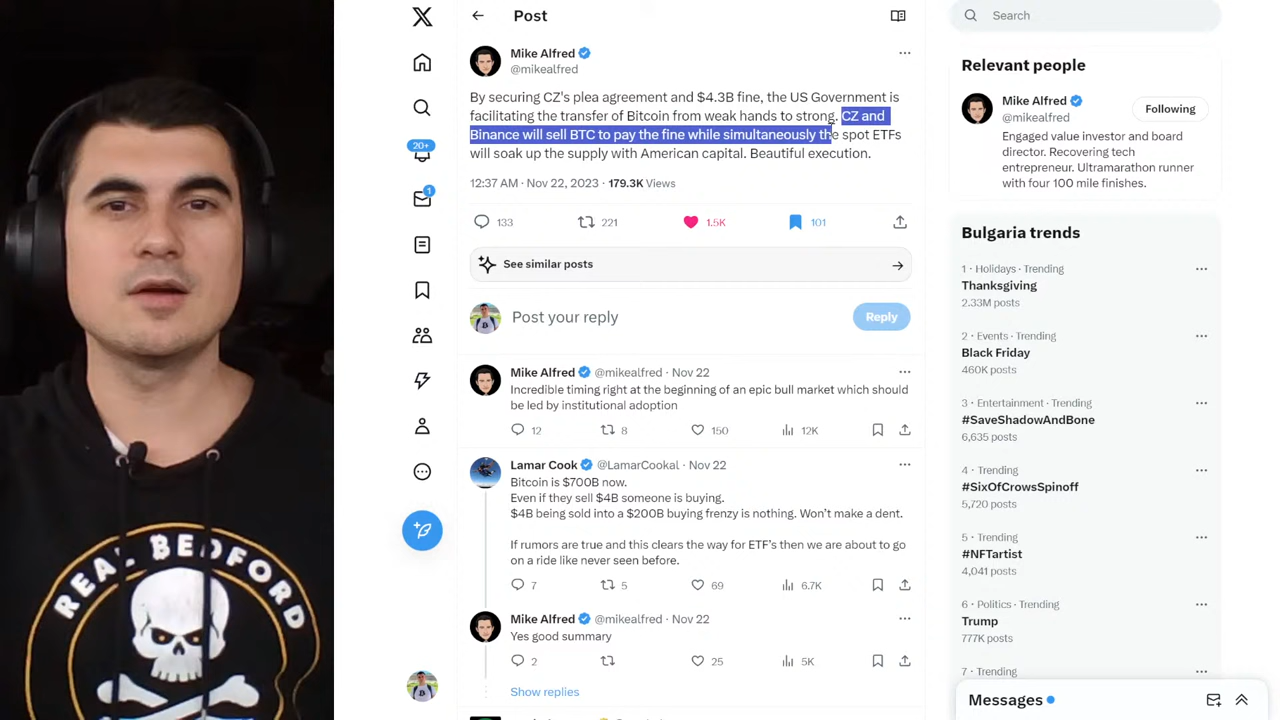 Post
Search
Mike Alfred
@mikealfred
By securing CZ's plea agreement and $4.3B fine, the US Government is
facilitating the transfer of Bitcoin from weak hands to strong. CZ and
Binance will sell BTC to pay the fine while simultaneously the spot ETFs
will soak up the supply with American capital. Beautiful execution.
12:37 AM · Nov 22, 2023 · 179.3K Views
133
221
1.5K
101
See similar posts
Post your reply
Reply
Mike Alfred @mikealfred · Nov 22
Incredible timing right at the beginning of an epic bull market which should
be led by institutional adoption
12
8
150
12K
Lamar Cook @LamarCookal · Nov 22
Bitcoin is $700B now.
Even if they sell $4B someone is buying.
$4B being sold into a $200B buying frenzy is nothing. Won't make a dent.
If rumors are true and this clears the way for ETF's then we are about to go
on a ride like never seen before.
7
5
69
6.7K
Mike Alfred @mikealfred · Nov 22
Yes good summary
2
25
5K
Show replies
20+
1
Relevant people
Mike Alfred
@mikealfred
Following
Engaged value investor and board
director. Recovering tech
entrepreneur. Ultramarathon runner
with four 100 mile finishes.
Bulgaria trends
1 · Holidays · Trending
Thanksgiving
2.33M posts
2 · Events · Trending
Black Friday
460K posts
3 · Entertainment · Trending
#SaveShadowAndBone
6,635 posts
4 · Trending
#SixOfCrowsSpinoff
5,720 posts
5 · Trending
#NFTartist
4,041 posts
6 · Politics · Trending
Trump
777K posts
7 · Trending
Messages
REAL BEDFORD